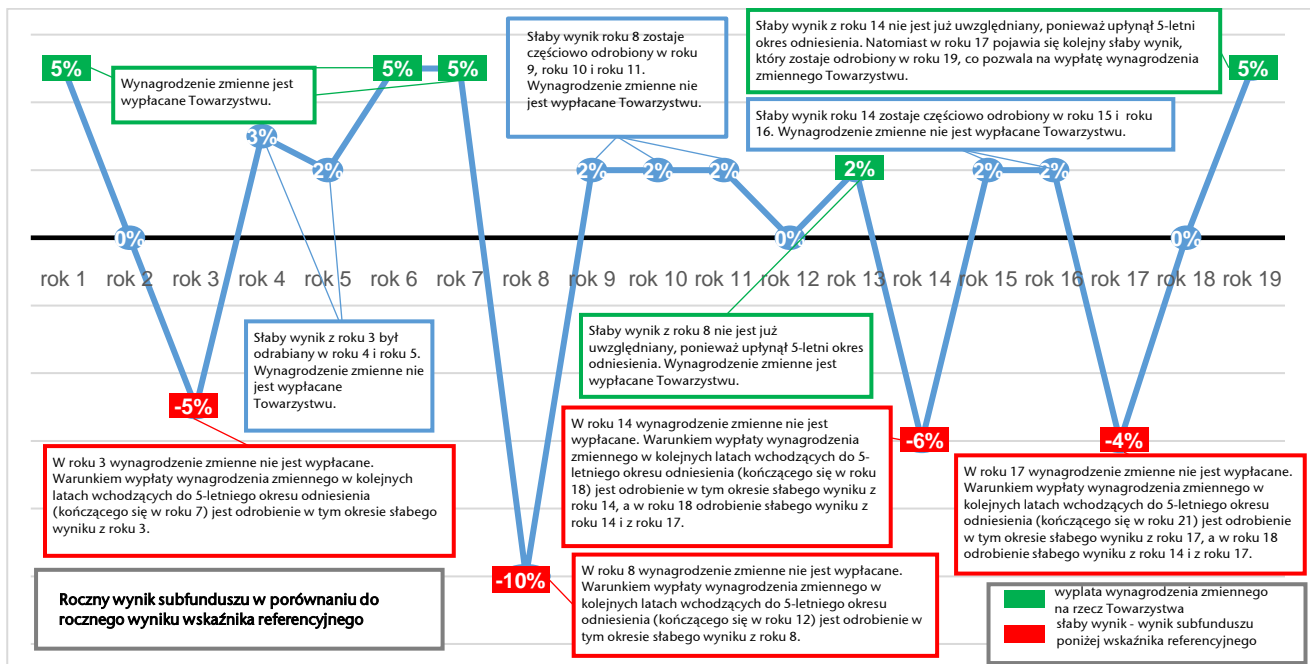 Słaby wynik roku 8 zostaje
częściowo odrobiony w roku
9, roku 10 i roku 11.
Wynagrodzenie zmienne nie
jest wypłacane Towarzystwu.
Słaby wynik z roku 14 nie jest już uwzględniany, ponieważ upłynął 5-letni
okres odniesienia. Natomiast w roku 17 pojawia się kolejny słaby wynik,
który zostaje odrobiony w roku 19, co pozwala na wypłatę wynagrodzenia
zmiennego Towarzystwu.
Wynagrodzenie zmienne jest
wypłacane Towarzystwu.
Słaby wynik roku 14 zostaje częściowo odrobiony w roku 15 i roku
16. Wynagrodzenie zmienne nie jest wypłacane Towarzystwu.
5%
0%
-5%
3%
2%
5%
5%
-10%
2%
2%
2%
0%
2%
-6%
2%
2%
-4%
0%
5%
rok 1 rok 2 rok 3 rok 4 rok 5 rok 6 rok 7 rok 8 rok 9 rok 10 rok 11 rok 12 rok 13 rok 14 rok 15 rok 16 rok 17 rok 18 rok 19
Słaby wynik z roku 3 był
odrabiany w roku 4 i roku 5.
Wynagrodzenie zmienne nie
jest wypłacane
Towarzystwu.
Słaby wynik z roku 8 nie jest już
uwzględniany, ponieważ upłynął 5-letni okres
odniesienia. Wynagrodzenie zmienne jest
wypłacane Towarzystwu.
W roku 3 wynagrodzenie zmienne nie jest wypłacane.
Warunkiem wypłaty wynagrodzenia zmiennego w kolejnych
latach wchodzących do 5-letniego okresu odniesienia
(kończącego się w roku 7) jest odrobienie w tym okresie słabego
wyniku z roku 3.
W roku 14 wynagrodzenie zmienne nie jest
wypłacane. Warunkiem wypłaty wynagrodzenia
zmiennego w kolejnych latach wchodzących do 5-
letniego okresu odniesienia (kończącego się w roku
18) jest odrobienie w tym okresie słabego wyniku z
roku 14, a w roku 18 odrobienie słabego wyniku z
roku 14 i z roku 17.
W roku 17 wynagrodzenie zmienne nie jest wypłacane.
Warunkiem wypłaty wynagrodzenia zmiennego w
kolejnych latach wchodzących do 5-letniego okresu
odniesienia (kończącego się w roku 21) jest odrobienie
w tym okresie słabego wyniku z roku 17, a w roku 18
odrobienie słabego wyniku z roku 14 i z roku 17.
W roku 8 wynagrodzenie zmienne nie jest wypłacane.
Warunkiem wypłaty wynagrodzenia zmiennego w
kolejnych latach wchodzących do 5-letniego okresu
odniesienia (kończącego się w roku 12) jest odrobienie w
tym okresie słabego wyniku z roku 8.
Roczny wynik subfunduszu w porównaniu do
rocznego wyniku wskaźnika referencyjnego
wypłata wynagrodzenia zmiennego
na rzecz Towarzystwa
słaby wynik - wynik subfunduszu
poniżej wskaźnika referencyjnego